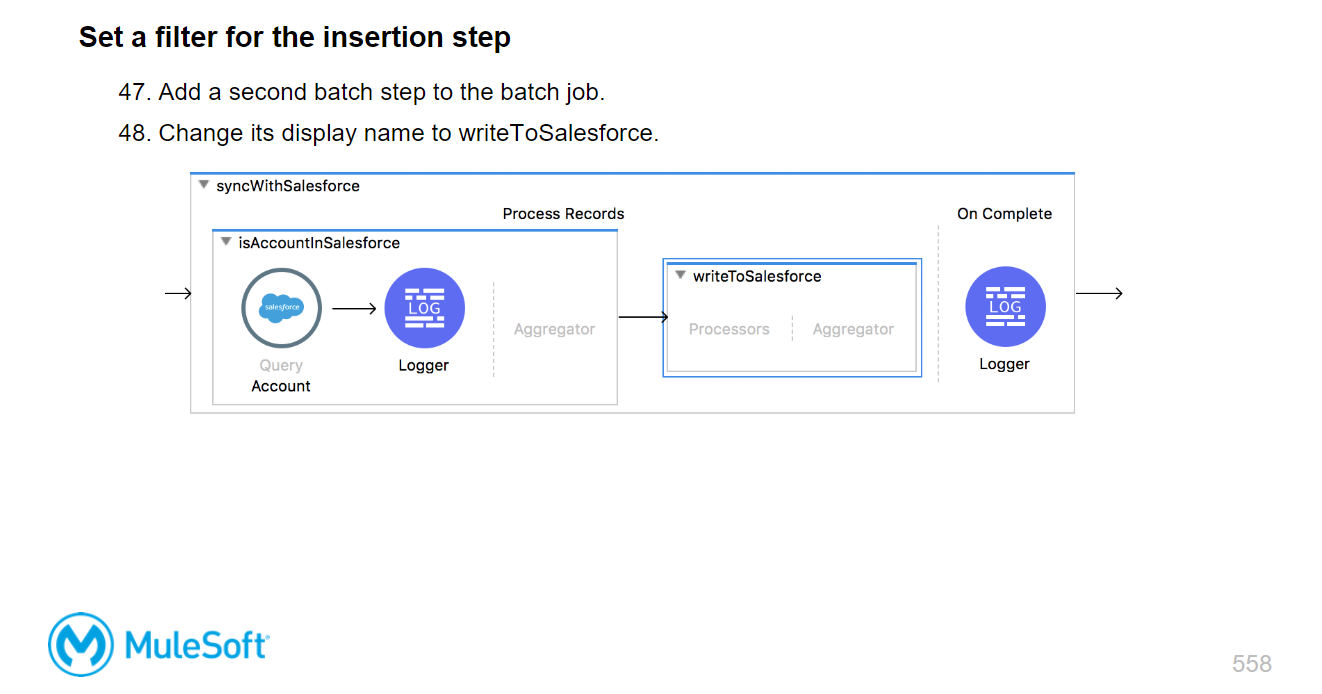 Set a filter for the insertion step
47. Add a second batch step to the batch job.
48. Change its display name to writeToSalesforce.
syncWithSalesforce
Process Records
On Complete
isAccountInSalesforce
salesforce
LOG
Aggregator
Query
Account
Logger
writeToSalesforce
Processors
Aggregator
LOG
Logger
MuleSoft
558